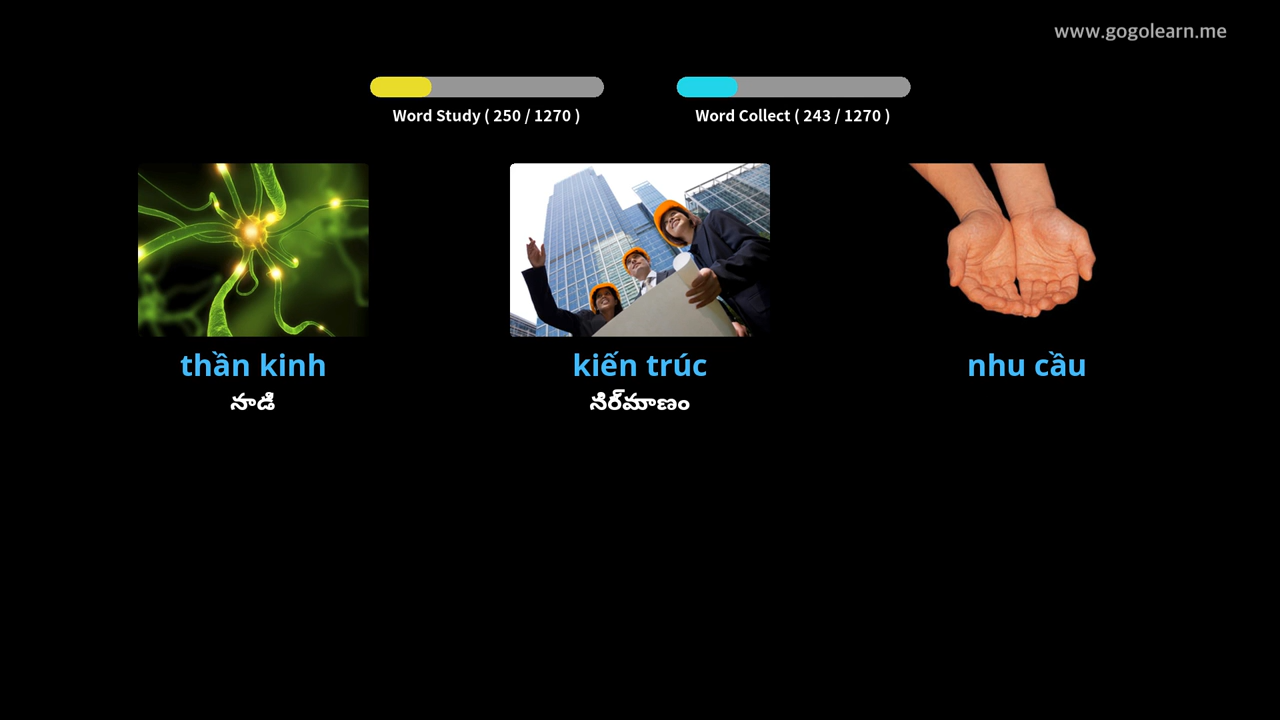 www.gogolearn.me
Word Study ( 250 / 1270 )
Word Collect ( 243 / 1270 )
thần kinh
kiến trúc
nhu cầu
నాడి
నిర్మాణం